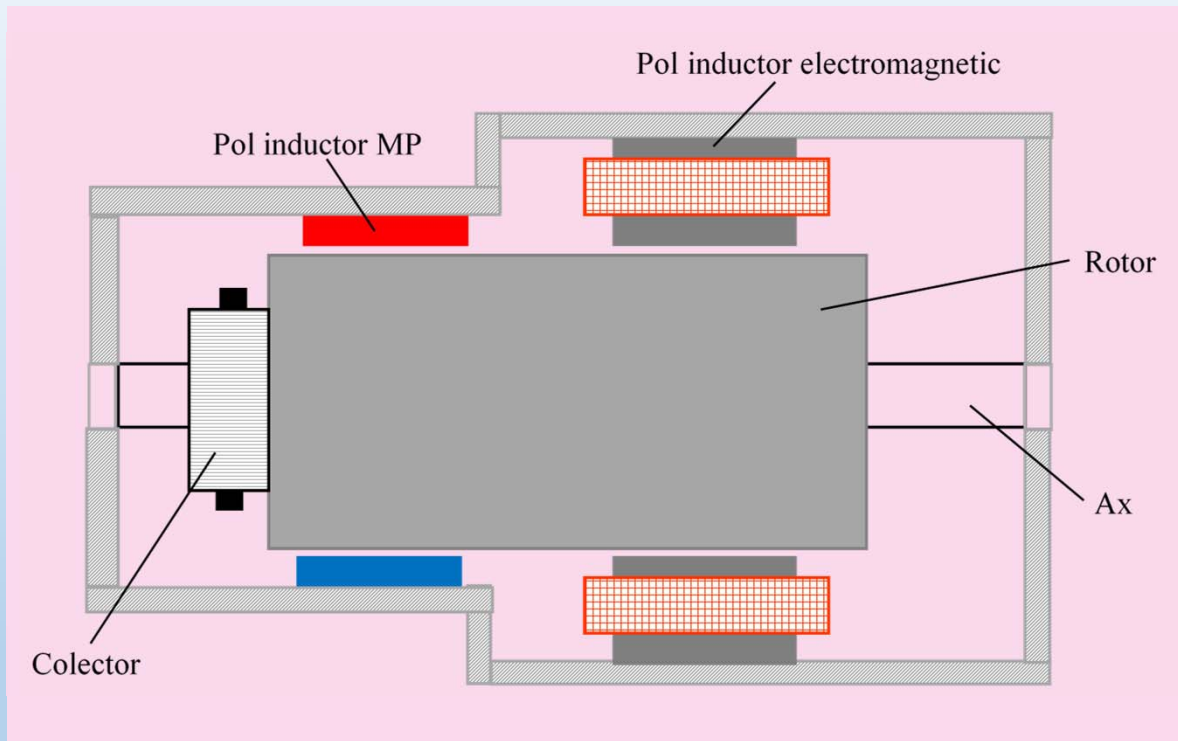 Pol inductor electromagnetic
Pol inductor MP
Rotor
Ax
Colector